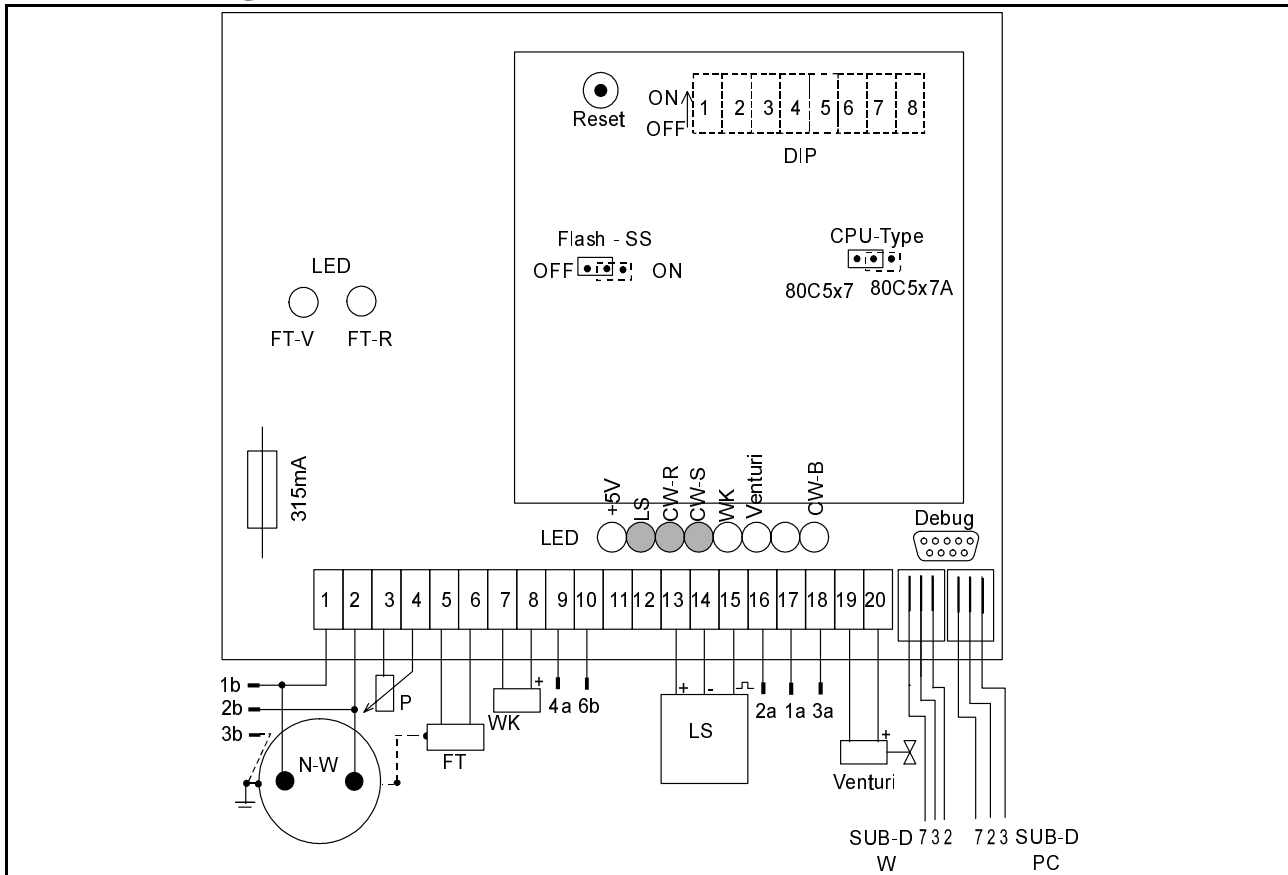 ON 1 2 3 4 5 6 7 8
Reset
OFF
DIP
Flash - SS
CPU-Type
OFF ON
80C5x7 80C5x7A
LED
FT-V FT-R
315mA
+5V LS CW-R CW-S WK Venturi CW-B
LED
Debug
1 2 3 4 5 6 7 8 9 10 11 12 13 14 15 16 17 18 19 20
1b
2b
3b
P
+
WK
4a 6b
+ -
2a 1a 3a
LS
N-W
FT
+
Venturi
SUB-D 7 3 2 7 2 3 SUB-D
W PC